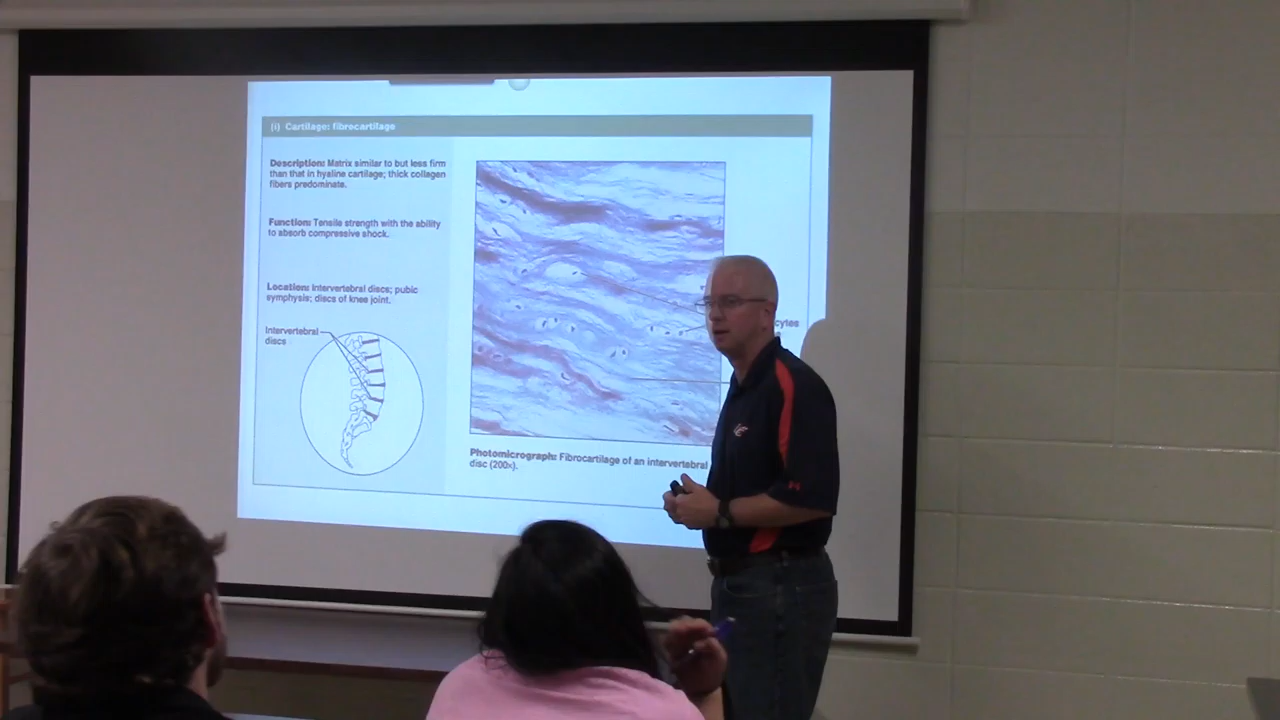 (i) Cartilage: fibrocartilage
Description: Matrix similar to but less firm
than that in hyaline cartilage; thick collagen
fibers predominate.
Function: Tensile strength with the ability
to absorb compressive shock.
Location: Intervertebral discs; pubic
symphysis; discs of knee joint.
Intervertebral
discs
cytes
Photomicrograph: Fibrocartilage of an intervertebral
disc (200x).